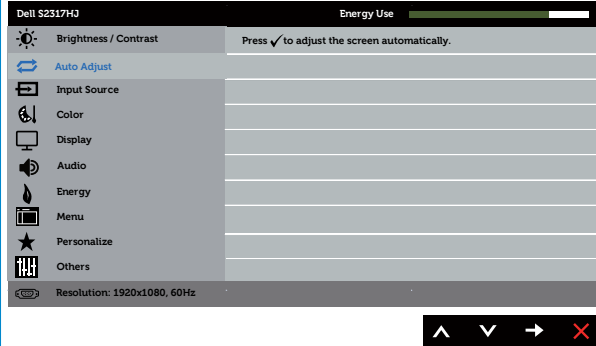 Dell S2317HJ Energy Use
Brightness / Contrast
Press ✓to adjust the screen automatically.
Auto Adjust
Input Source
Color
Display
Audio
Energy
Menu
Personalize
Others
Resolution: 1920x1080, 60Hz